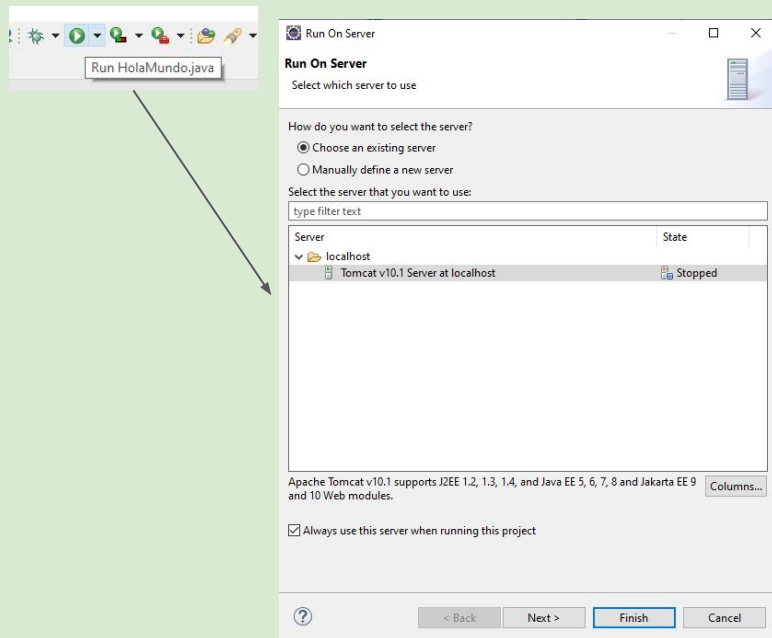 Run HolaMundo.java
Run On Server
Run On Server
Select which server to use
How do you want to select the server?
Choose an existing server
Manually define a new server
Select the server that you want to use:
type filter text
Server State
localhost
Tomcat v10.1 Server at localhost Stopped
Apache Tomcat v10.1 supports J2EE 1.2, 1.3, 1.4, and Java EE 5, 6, 7, 8 and Jakarta EE 9
and 10 Web modules.
Columns...
Always use this server when running this project
? < Back Next > Finish Cancel